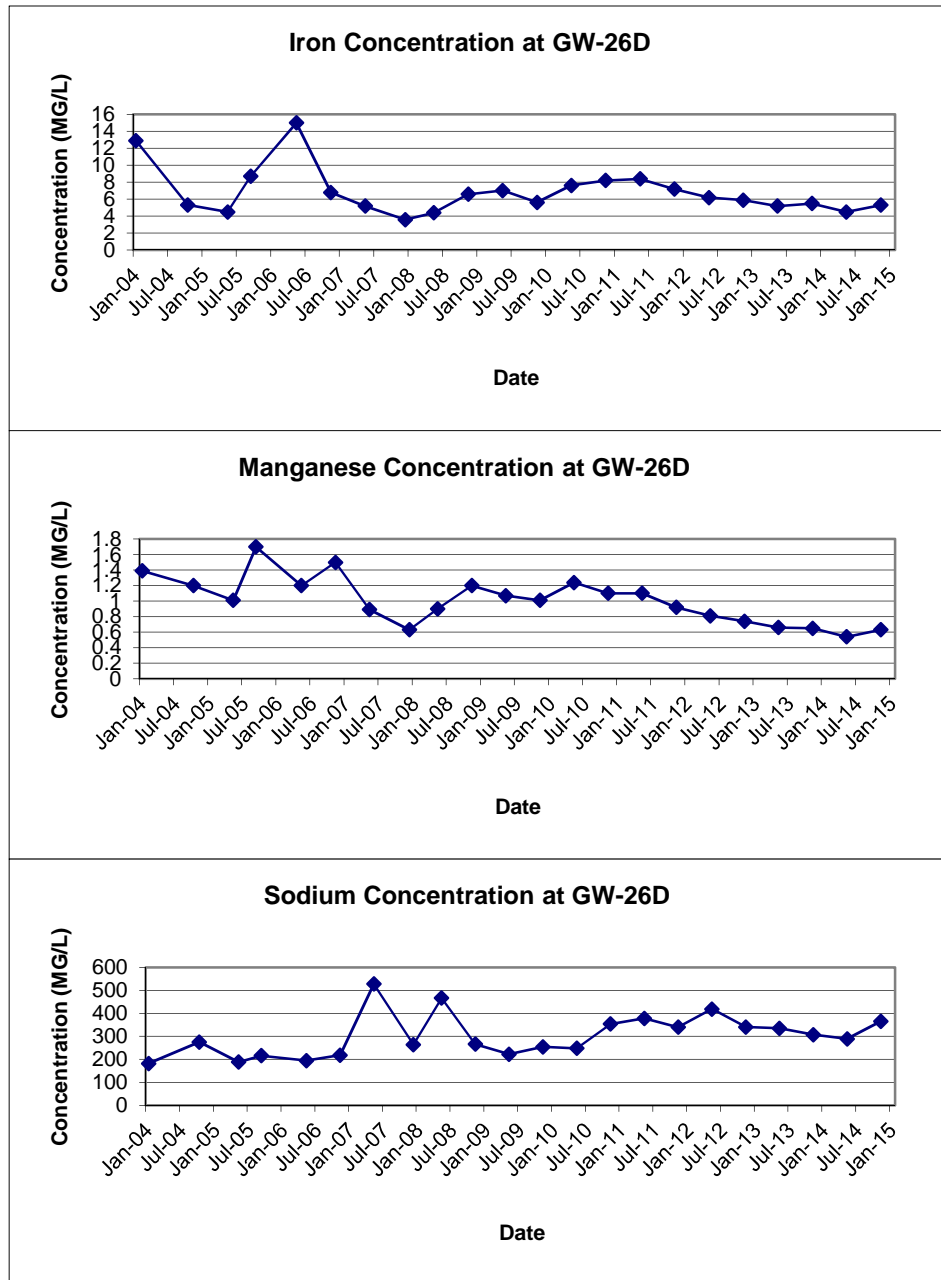 Iron Concentration at GW-26D
Concentration (MG/L)
16
14
12
10
8
6
4
2
0
Jan-04
Jul-04
Jan-05
Jul-05
Jan-06
Jul-06
Jan-07
Jul-07
Jan-08
Jul-08
Jan-09
Jul-09
Jan-10
Jul-10
Jan-11
Jul-11
Jan-12
Jul-12
Jan-13
Jul-13
Jan-14
Jul-14
Jan-15
Date
Manganese Concentration at GW-26D
Concentration (MG/L)
1.8
1.6
1.4
1.2
1
0.8
0.6
0.4
0.2
0
Jan-04
Jul-04
Jan-05
Jul-05
Jan-06
Jul-06
Jan-07
Jul-07
Jan-08
Jul-08
Jan-09
Jul-09
Jan-10
Jul-10
Jan-11
Jul-11
Jan-12
Jul-12
Jan-13
Jul-13
Jan-14
Jul-14
Jan-15
Date
Sodium Concentration at GW-26D
Concentration (MG/L)
600
500
400
300
200
100
0
Jan-04
Jul-04
Jan-05
Jul-05
Jan-06
Jul-06
Jan-07
Jul-07
Jan-08
Jul-08
Jan-09
Jul-09
Jan-10
Jul-10
Jan-11
Jul-11
Jan-12
Jul-12
Jan-13
Jul-13
Jan-14
Jul-14
Jan-15
Date